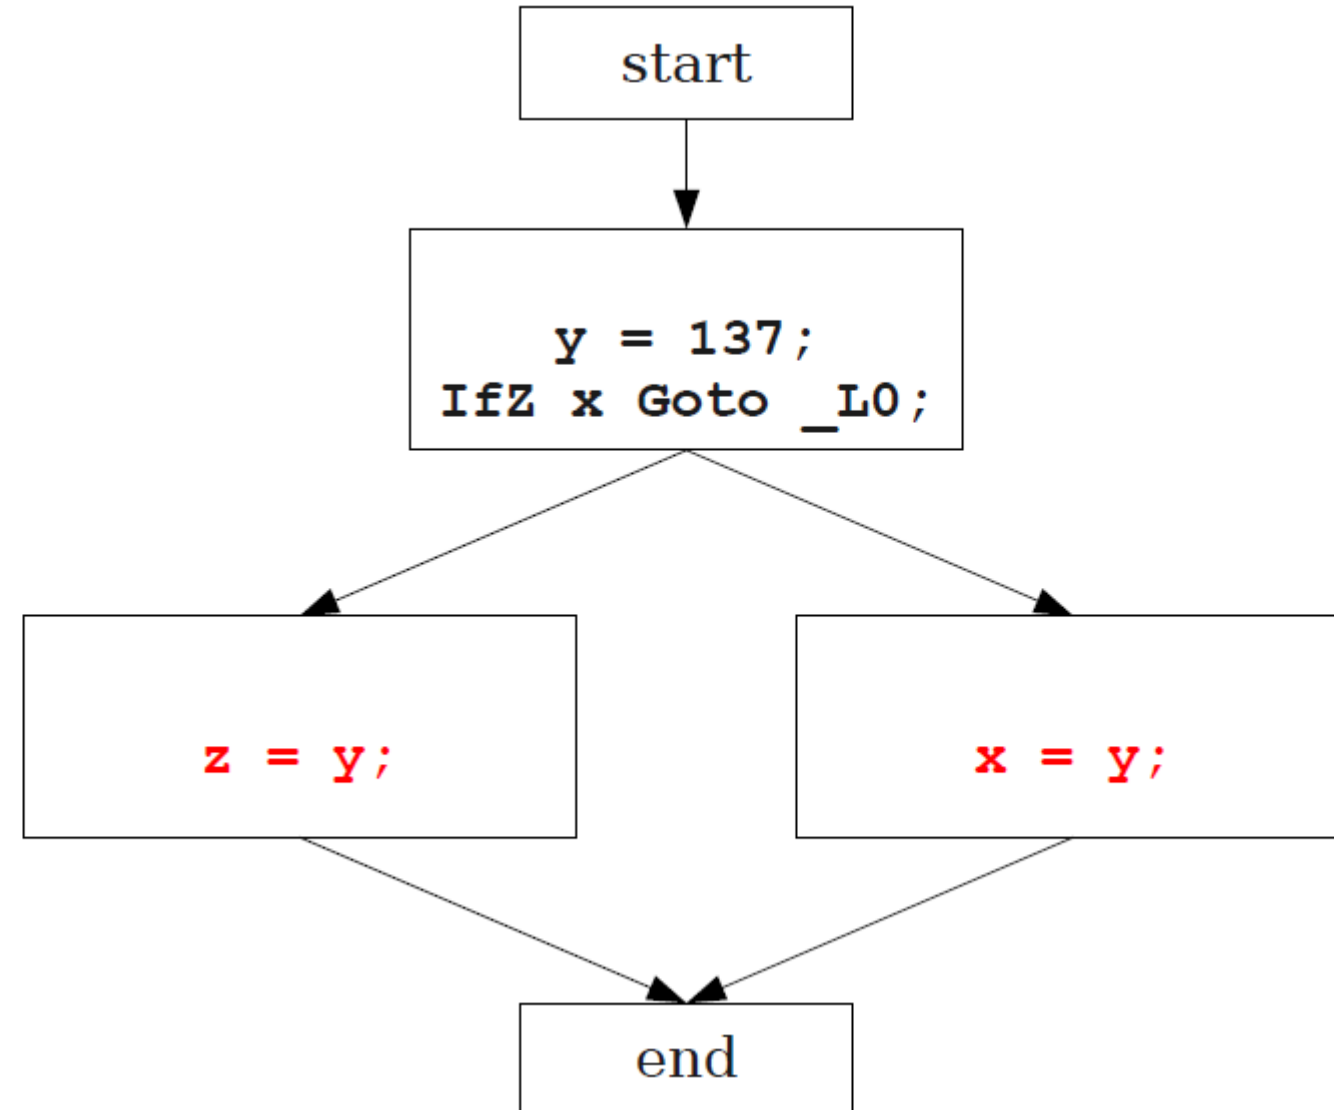 start
y = 137;
IfZ x Goto _L0;
z = y;
x = y;
end